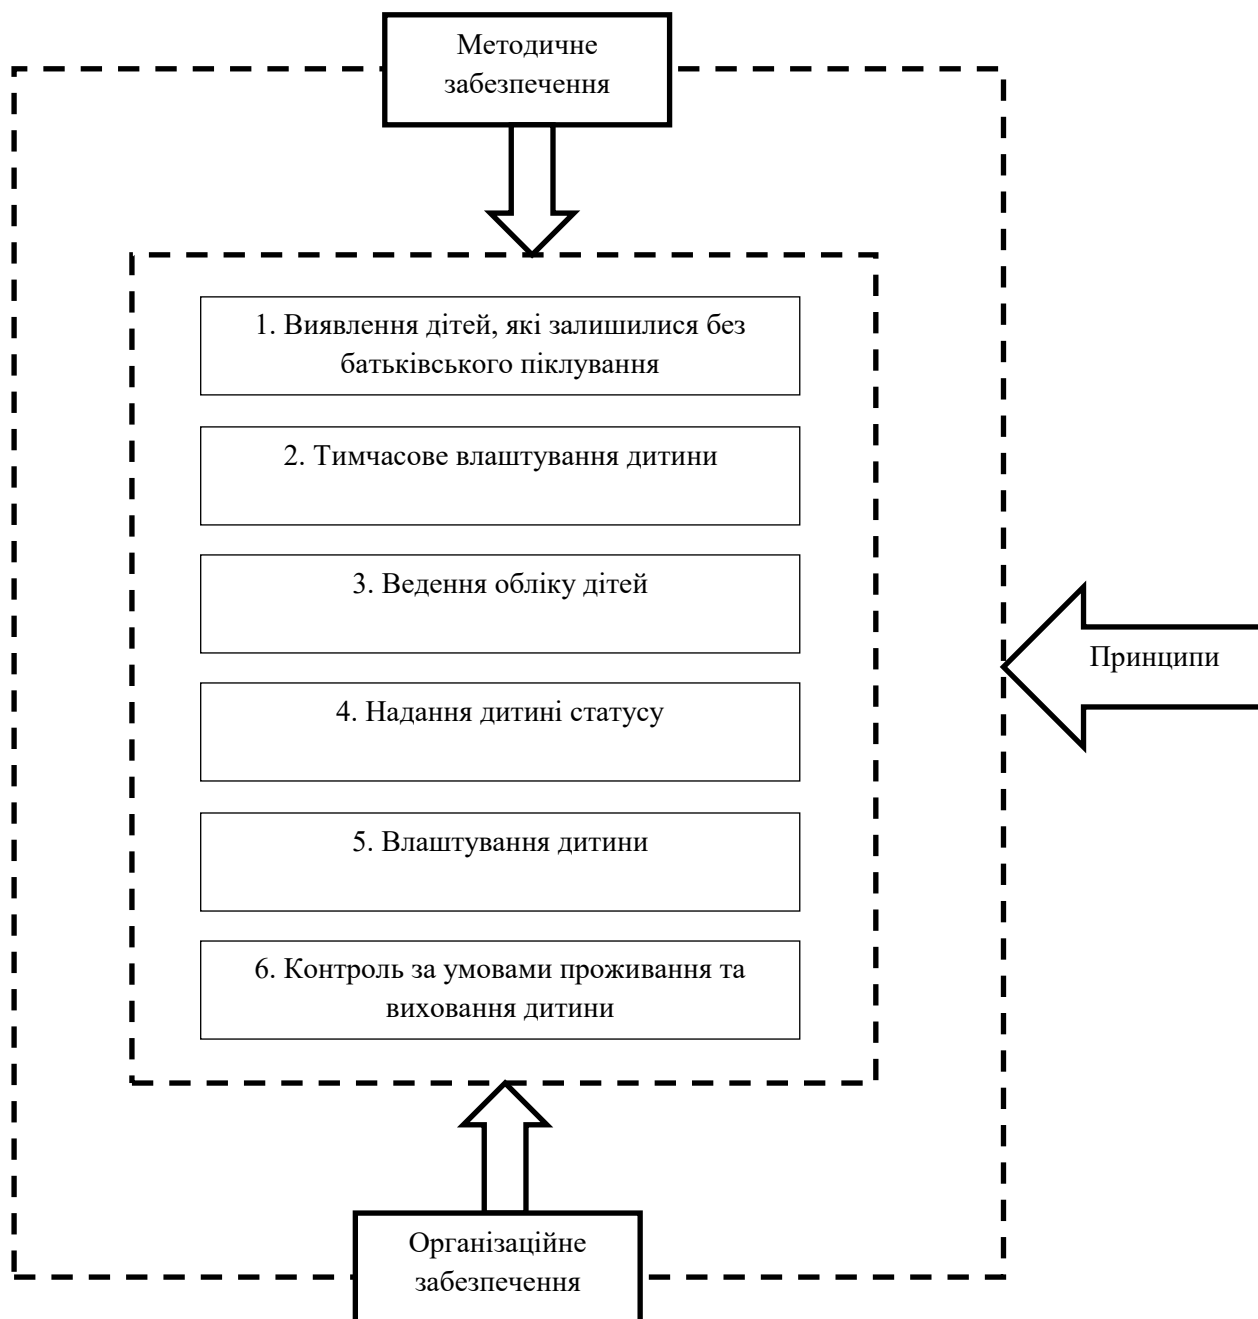 Методичне
забезпечення
1. Виявлення дітей, які залишилися без
батьківського піклування
2. Тимчасове влаштування дитини
3. Ведення обліку дітей
Принципи
4. Надання дитині статусу
5. Влаштування дитини
6. Контроль за умовами проживання та
виховання дитини
Організаційне
забезпечення